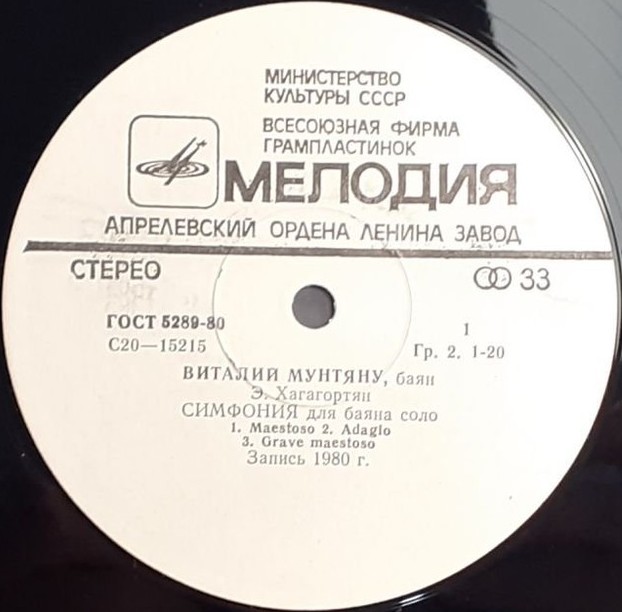 МИНИСТЕРСТВО
КУЛЬТУРЫ СССР
ВСЕСОЮЗНАЯ ФИРМА
ГРАМПЛАСТИНОК
МЕЛОДИЯ
АПРЕЛЕВСКИЙ ОРДЕНА ЛЕНИНА ЗАВОД
СТЕРЕО 33
ГОСТ 5289-80 1
С20—15215 Гр. 2. 1-20
ВИТАЛИЙ МУНТЯНУ, баян
Э. Хагагортян
СИМФОНИЯ для баяна соло
1. Maestoso 2. Adagio
3. Grave maestoso
Запись 1980 г.